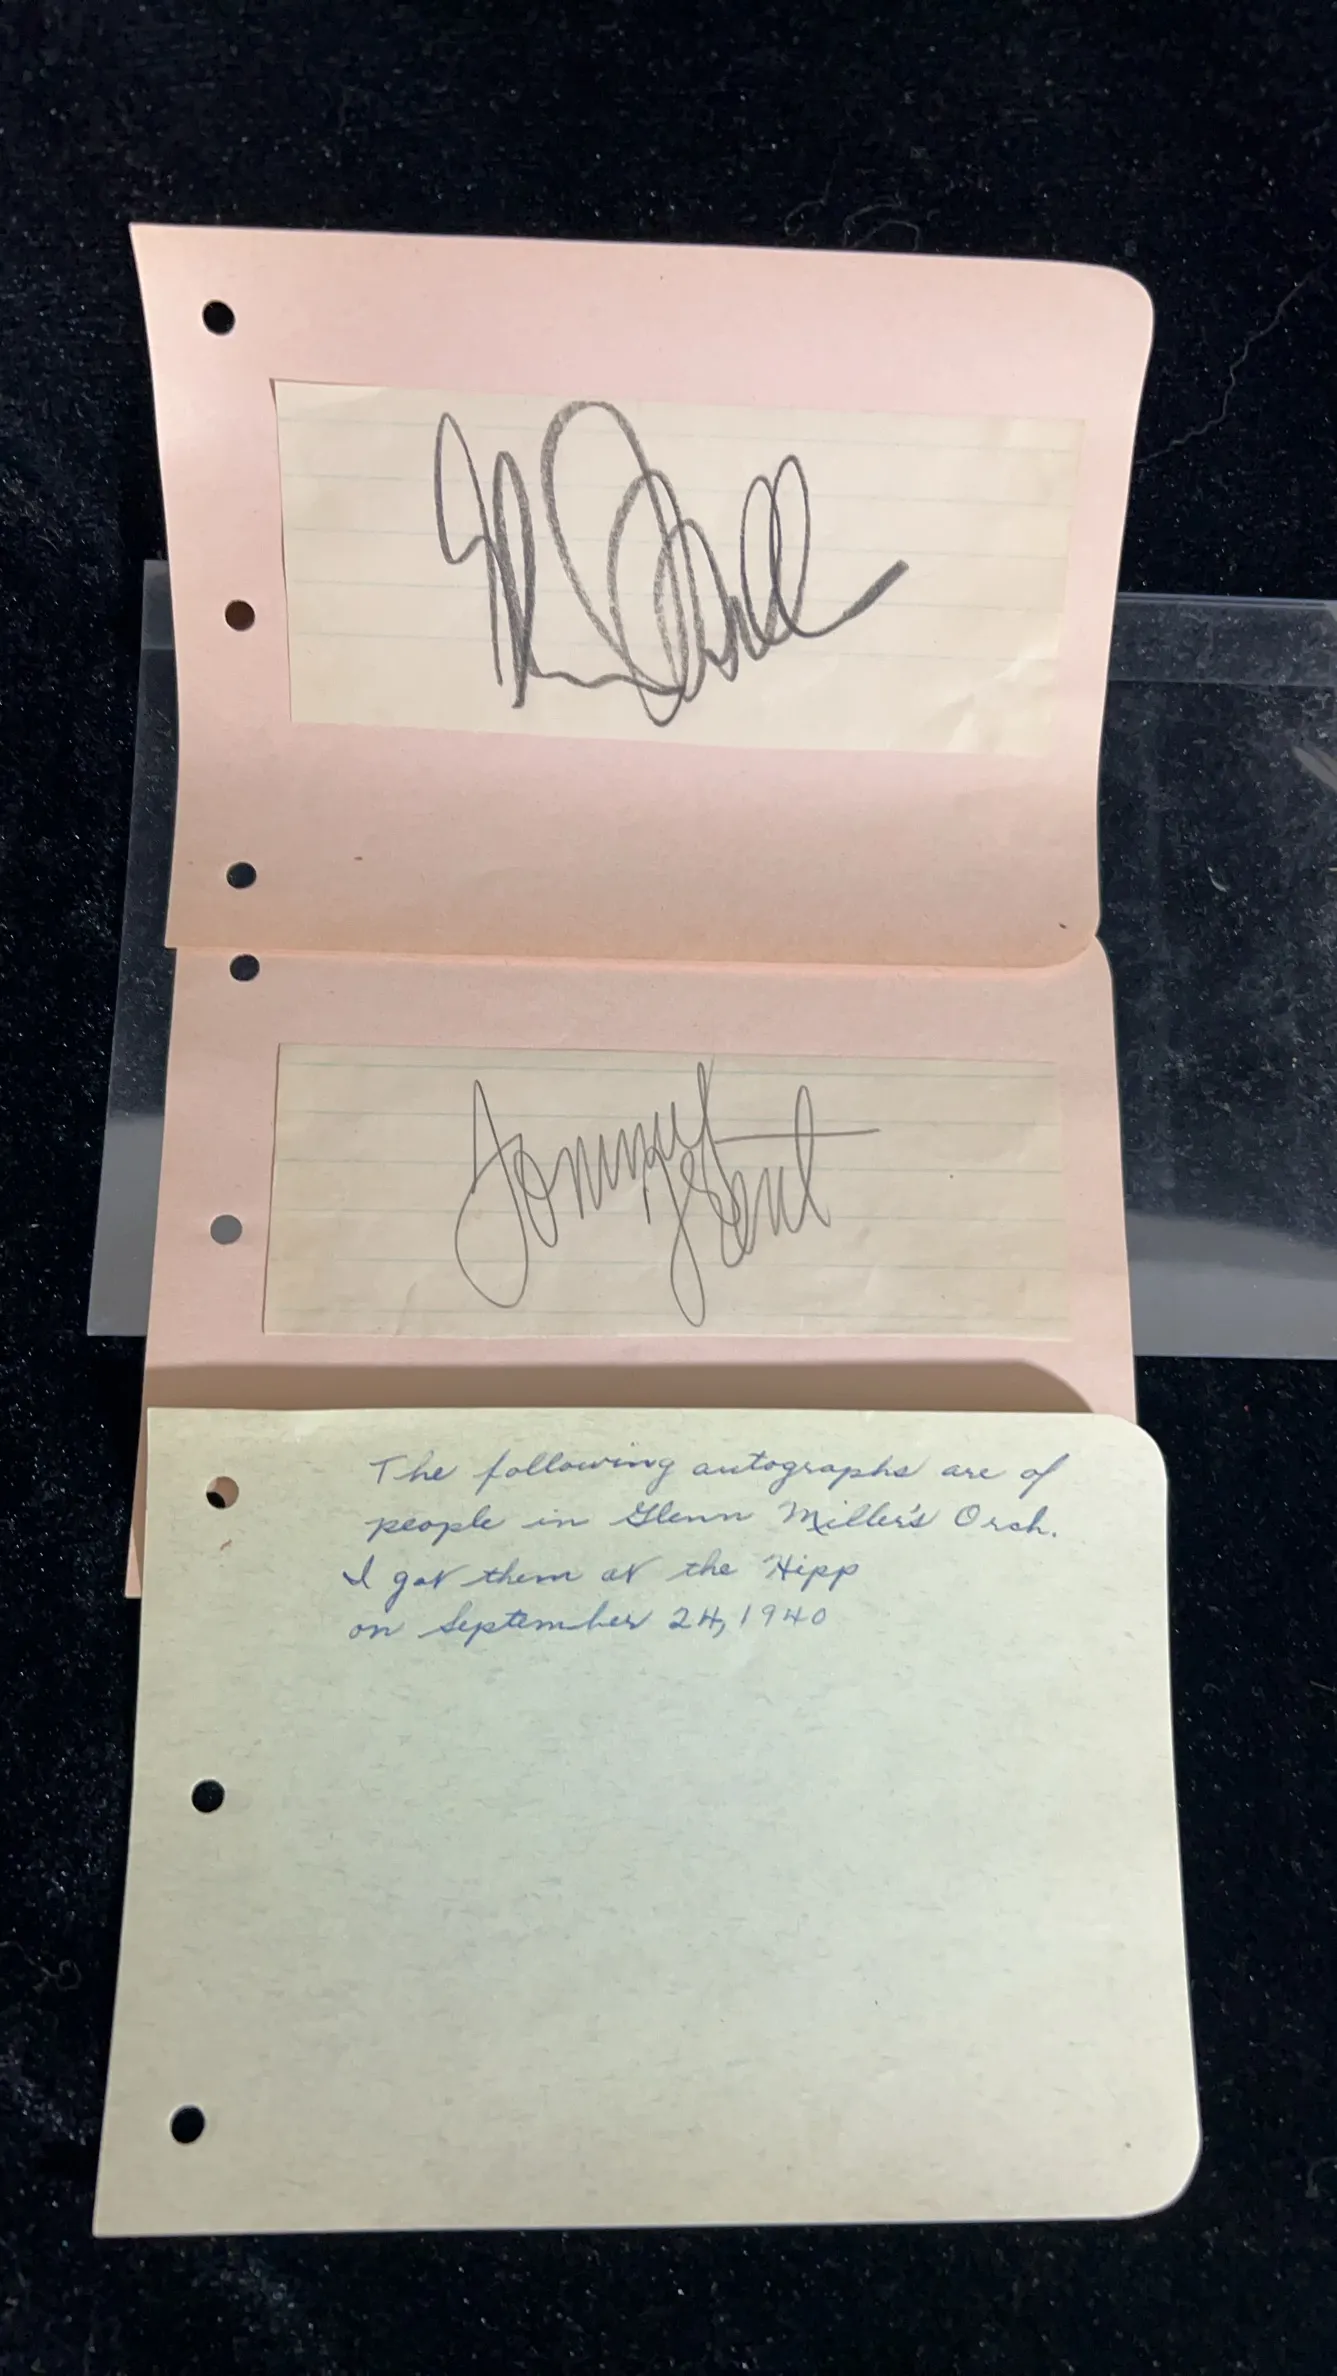 Tommy
The following autographs are of
people in Glenn Miller's Orch.
I got them at the Hipp
on September 24, 1940